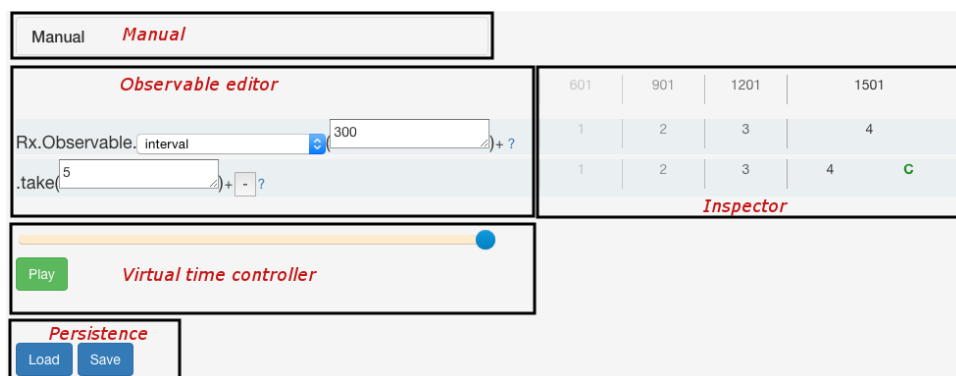 Manual Manual
Observable editor
601 901 1201 1501
Rx.Observable. interval (300)+ ?
1 2 3 4
.take(5)+ - ?
1 2 3 4 C
Inspector
Play Virtual time controller
Persistence
Load Save